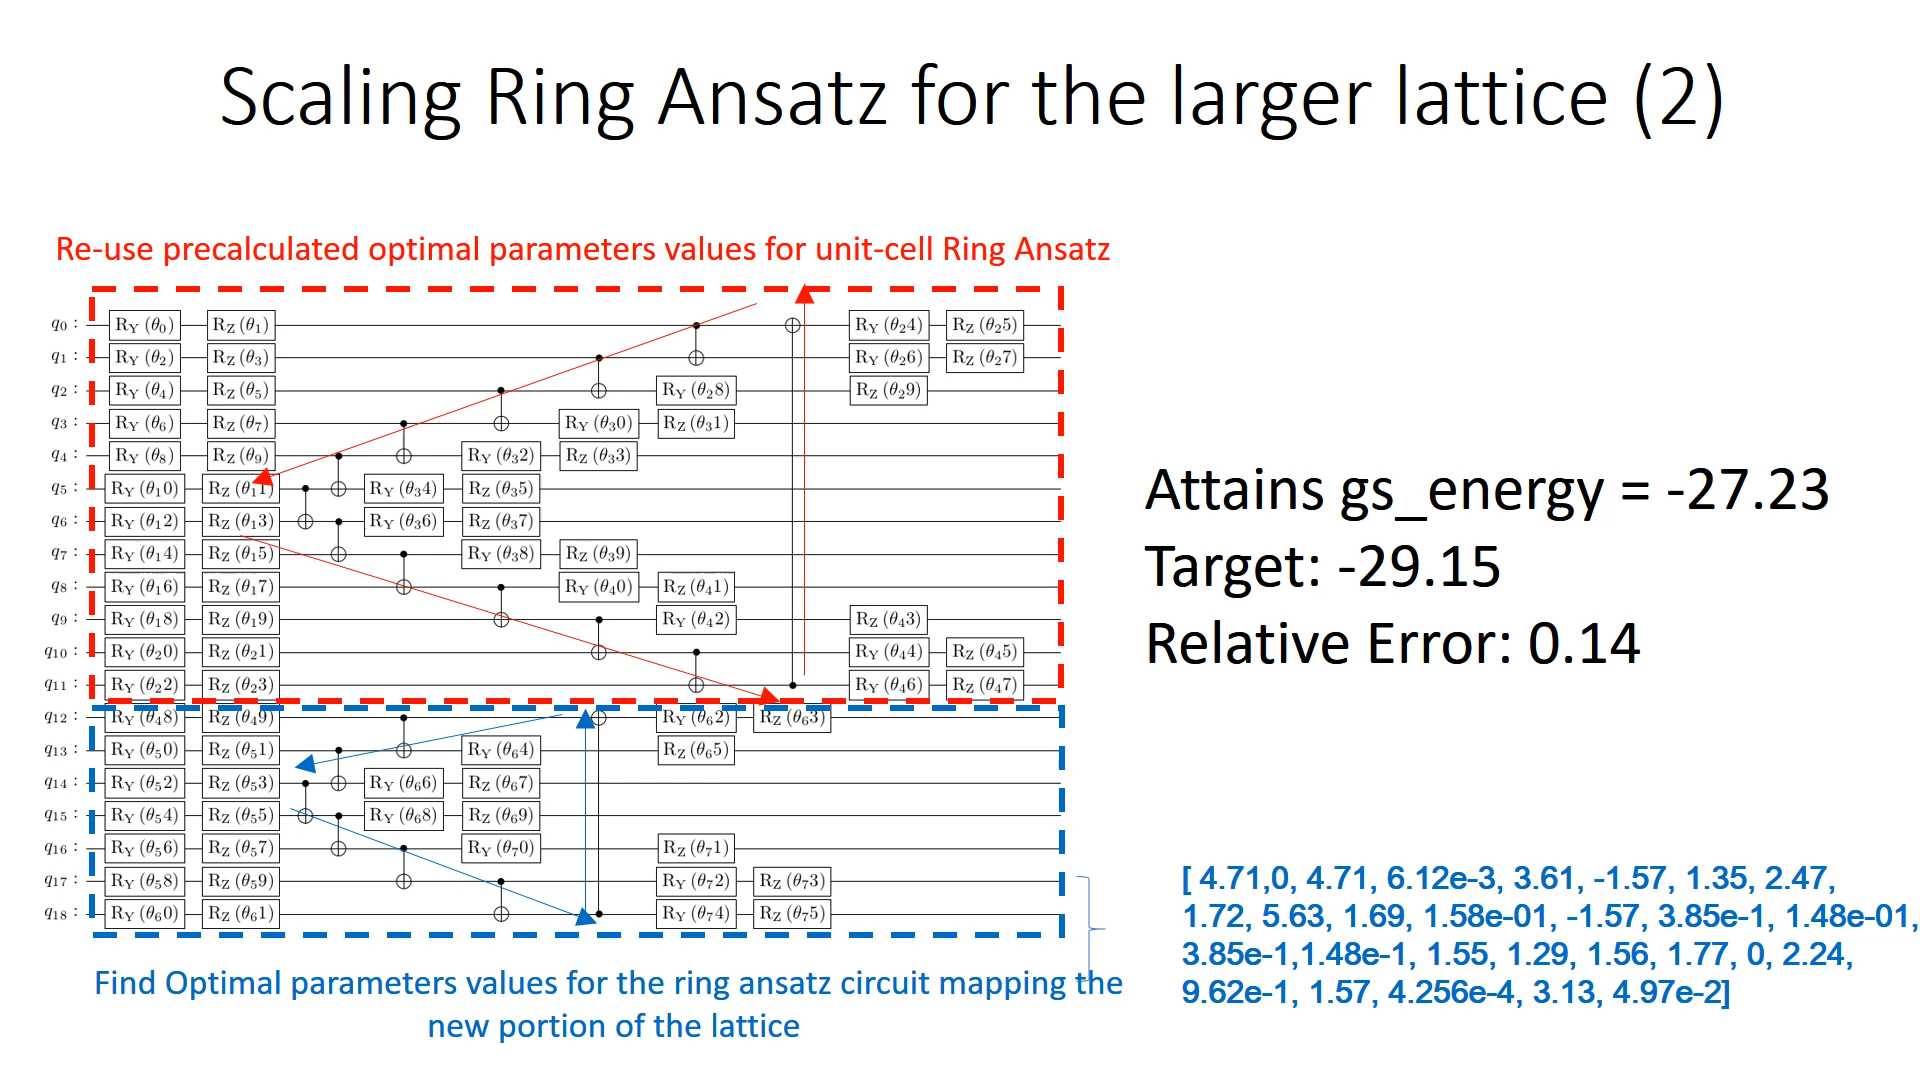 Scaling Ring Ansatz for the larger lattice (2)
Re-use precalculated optimal parameters values for unit-cell Ring Ansatz
q0 : RY (θ0) RZ (θ1) RY (θ24) RZ (θ25)
q1 : RY (θ2) RZ (θ3) RY (θ26) RZ (θ27)
q2 : RY (θ4) RZ (θ5) RY (θ28) RZ (θ29)
q3 : RY (θ6) RZ (θ7) RY (θ30) RZ (θ31)
q4 : RY (θ8) RZ (θ9) RY (θ32) RZ (θ33)
q5 : RY (θ10) RZ (θ11) RY (θ34) RZ (θ35)
q6 : RY (θ12) RZ (θ13) RY (θ36) RZ (θ37)
q7 : RY (θ14) RZ (θ15) RY (θ38) RZ (θ39)
q8 : RY (θ16) RZ (θ17) RY (θ40) RZ (θ41)
q9 : RY (θ18) RZ (θ19) RY (θ42) RZ (θ43)
q10 : RY (θ20) RZ (θ21) RY (θ44) RZ (θ45)
q11 : RY (θ22) RZ (θ23) RY (θ46) RZ (θ47)
q12 : RY (θ48) RZ (θ49) RY (θ62) RZ (θ63)
q13 : RY (θ50) RZ (θ51) RY (θ64) RZ (θ65)
q14 : RY (θ52) RZ (θ53) RY (θ66) RZ (θ67)
q15 : RY (θ54) RZ (θ55) RY (θ68) RZ (θ69)
q16 : RY (θ56) RZ (θ57) RY (θ70) RZ (θ71)
q17 : RY (θ58) RZ (θ59) RY (θ72) RZ (θ73)
q18 : RY (θ60) RZ (θ61) RY (θ74) RZ (θ75)
Find Optimal parameters values for the ring ansatz circuit mapping the
new portion of the lattice
Attains gs_energy = -27.23
Target: -29.15
Relative Error: 0.14
[ 4.71,0, 4.71, 6.12e-3, 3.61, -1.57, 1.35, 2.47,
1.72, 5.63, 1.69, 1.58e-01, -1.57, 3.85e-1, 1.48e-01,
3.85e-1,1.48e-1, 1.55, 1.29, 1.56, 1.77, 0, 2.24,
9.62e-1, 1.57, 4.256e-4, 3.13, 4.97e-2]